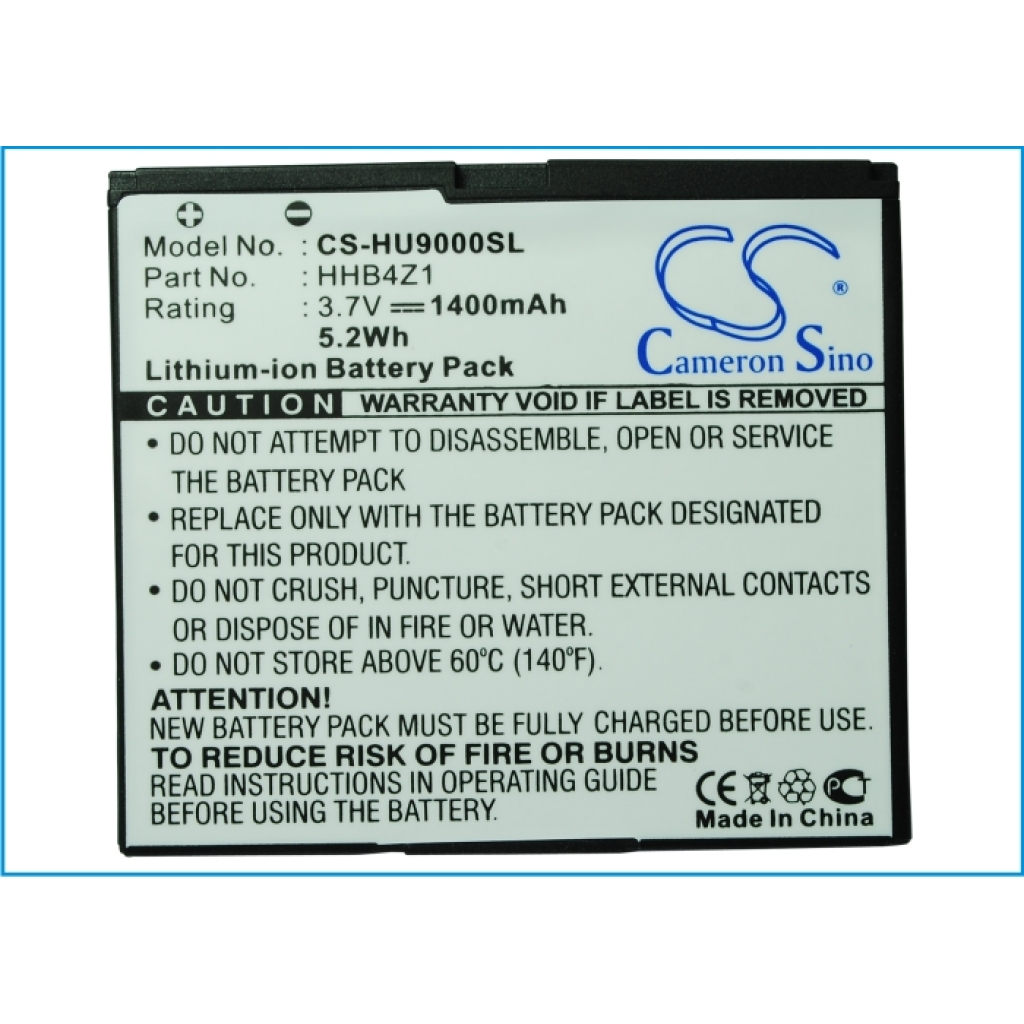 Model No. : CS-HU9000SL
Part No. : HHB4Z1
Rating : 3.7V 1400mAh
5.2Wh
Lithium-ion Battery Pack
CS ®
Cameron Sino
CAUTION WARRANTY VOID IF LABEL IS REMOVED
• DO NOT ATTEMPT TO DISASSEMBLE, OPEN OR SERVICE
THE BATTERY PACK
• REPLACE ONLY WITH THE BATTERY PACK DESIGNATED
FOR THIS PRODUCT.
• DO NOT CRUSH, PUNCTURE, SHORT EXTERNAL CONTACTS
OR DISPOSE OF IN FIRE OR WATER.
• DO NOT STORE ABOVE 60°C (140°F).
ATTENTION!
NEW BATTERY PACK MUST BE FULLY CHARGED BEFORE USE.
TO REDUCE RISK OF FIRE OR BURNS
READ INSTRUCTIONS IN OPERATING GUIDE
BEFORE USING THE BATTERY.
CE PCT
Made In China